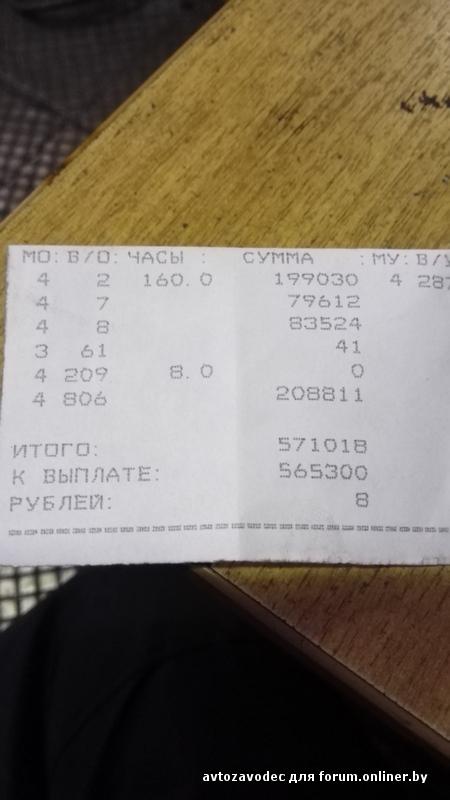 МО: В/О: ЧАСЫ : СУММА : МУ: В/У
4 2 160.0 199030 4 287
4 7 79612
4 8 83524
3 61 41
4 209 8.0 0
4 806 208811
ИТОГО: 571018
К ВЫПЛАТЕ: 565300
РУБЛЕЙ: 8
avtozavodec для forum.onliner.by